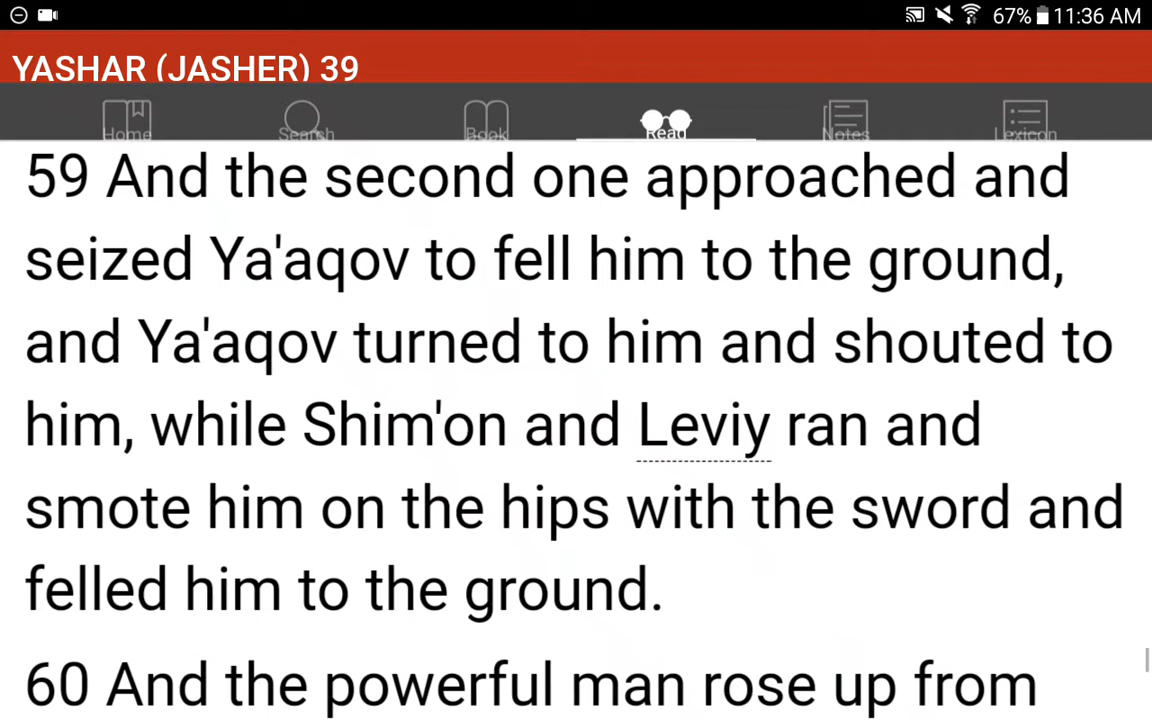 67% 11:36 AM
YASHAR (JASHER) 39
Home Search Book Read Notes Lexicon
59 And the second one approached and
seized Ya'aqov to fell him to the ground,
and Ya'aqov turned to him and shouted to
him, while Shim'on and Leviy ran and
smote him on the hips with the sword and
felled him to the ground.
60 And the powerful man rose up from